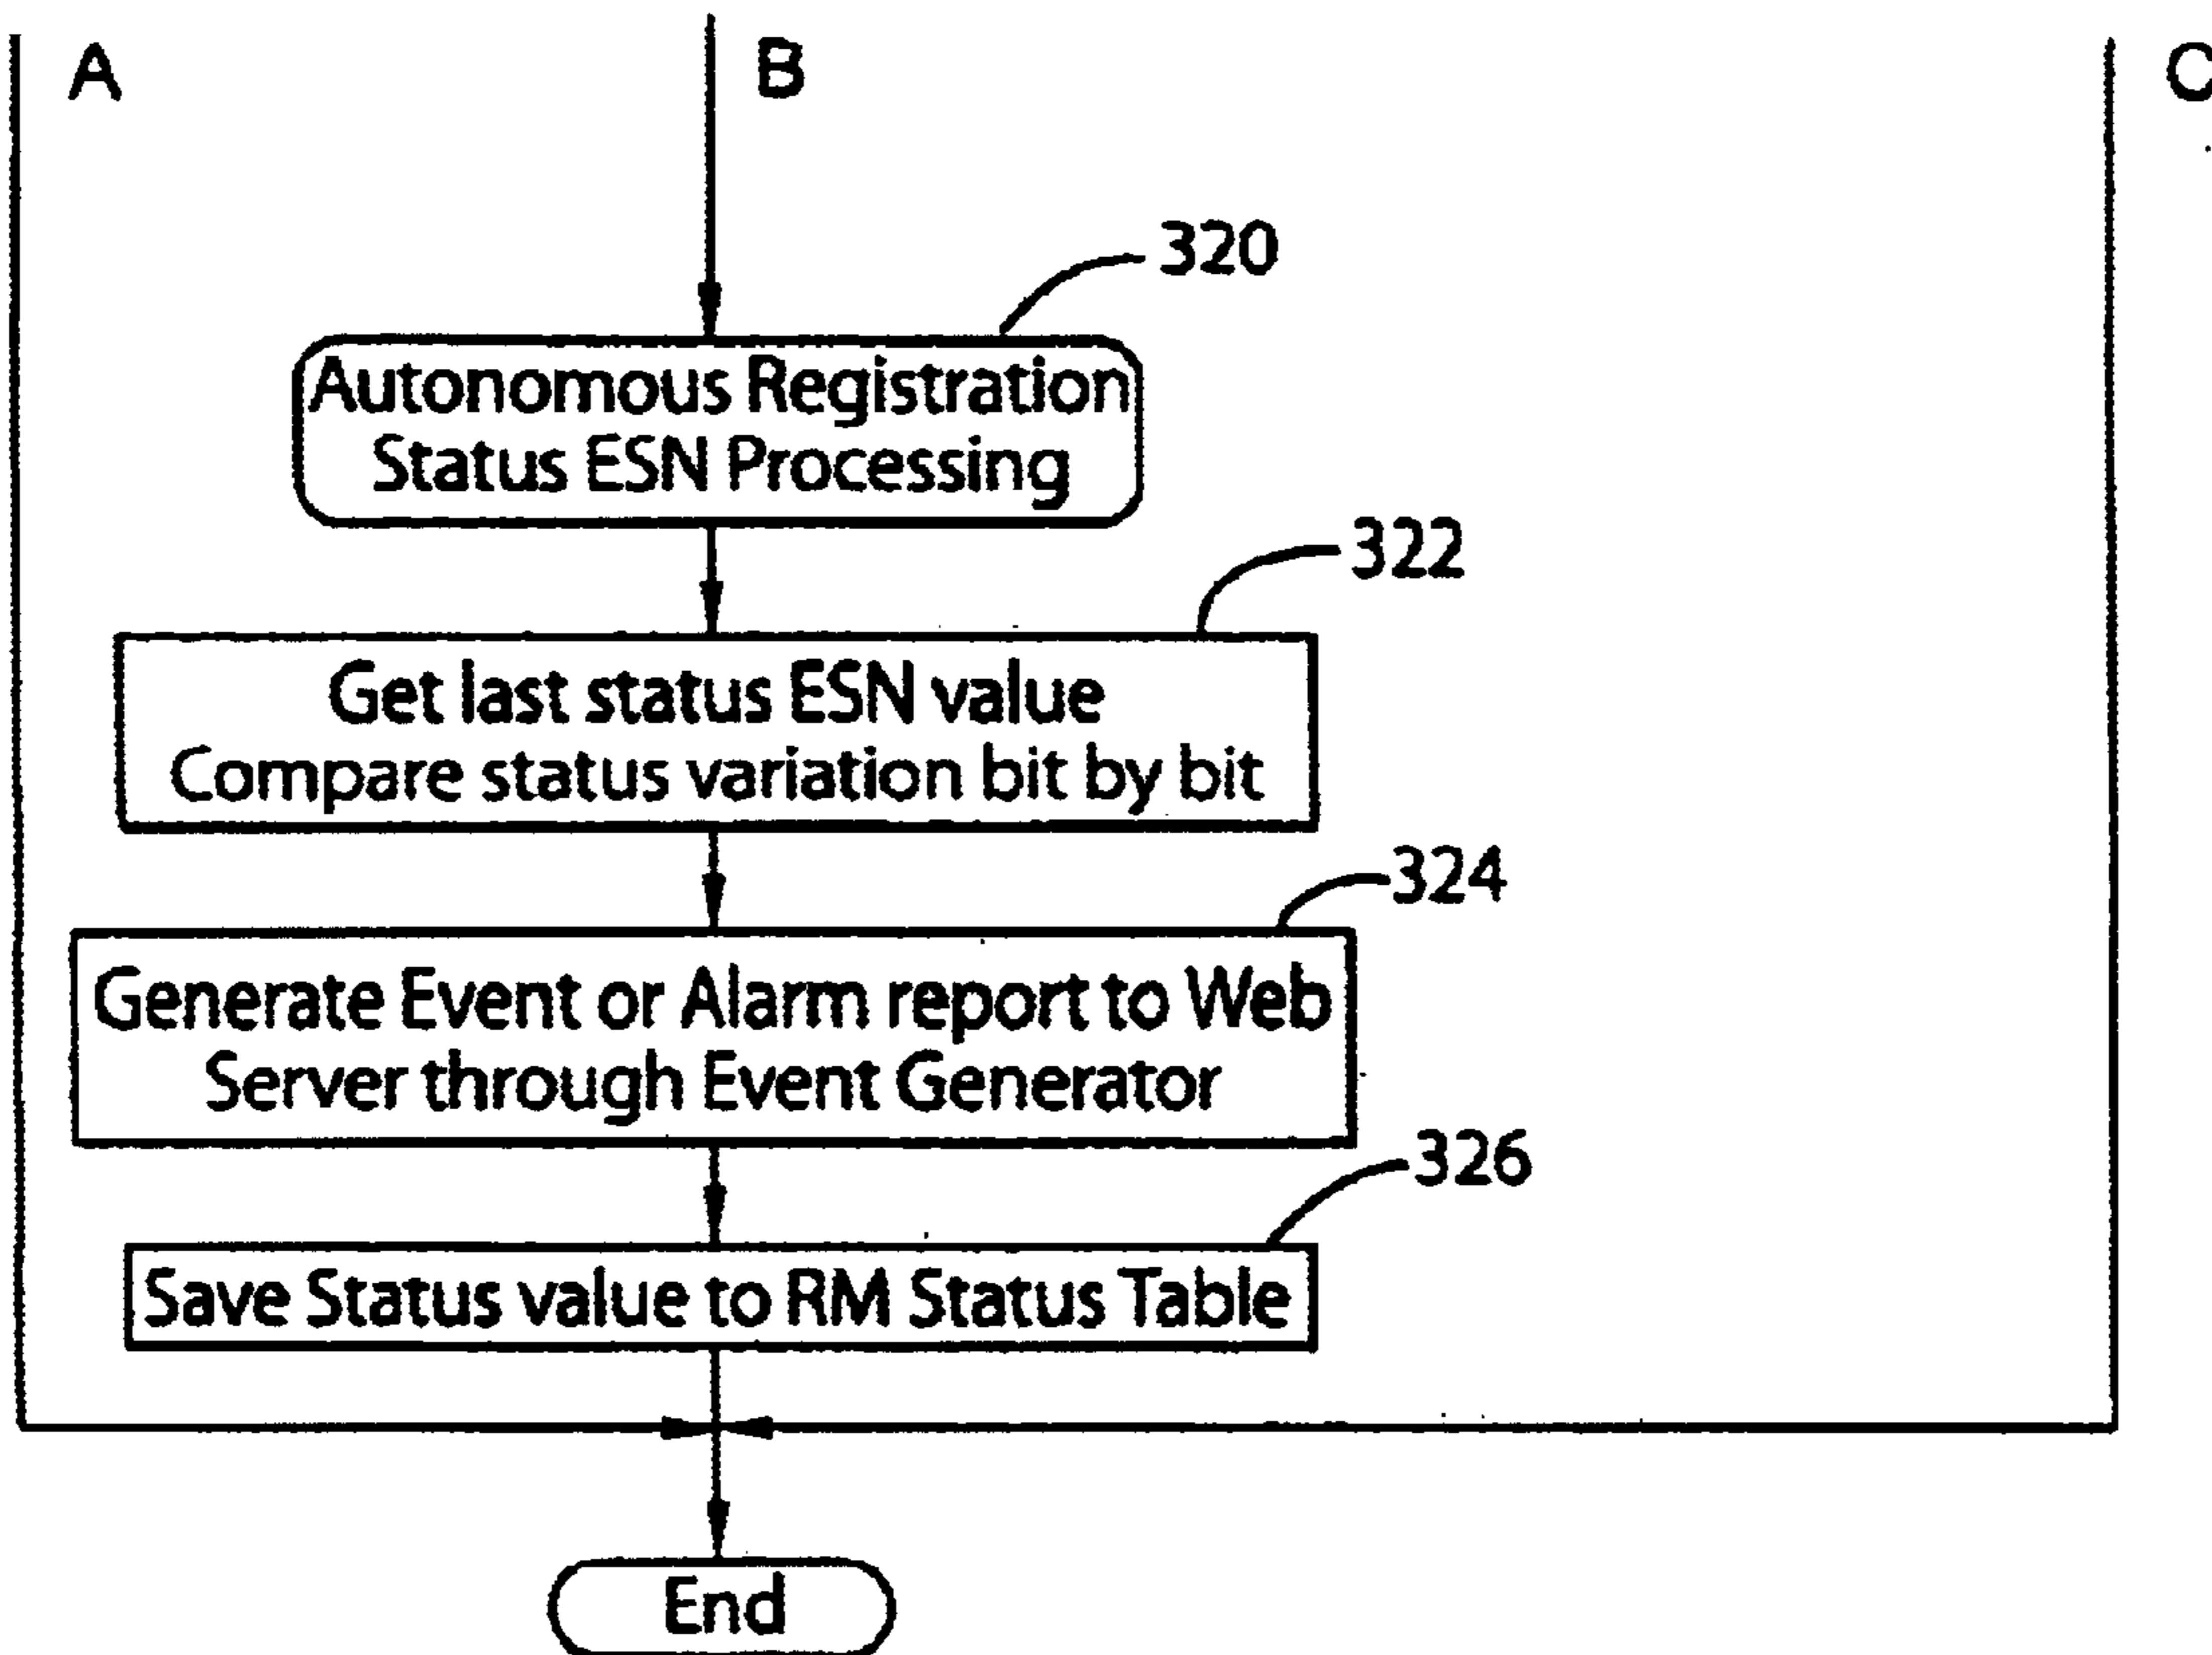 A
B
C
320
Autonomous Registration
Status ESN Processing
322
Get last status ESN value
Compare status variation bit by bit
324
Generate Event or Alarm report to Web
Server through Event Generator
326
Save Status value to RM Status Table
End